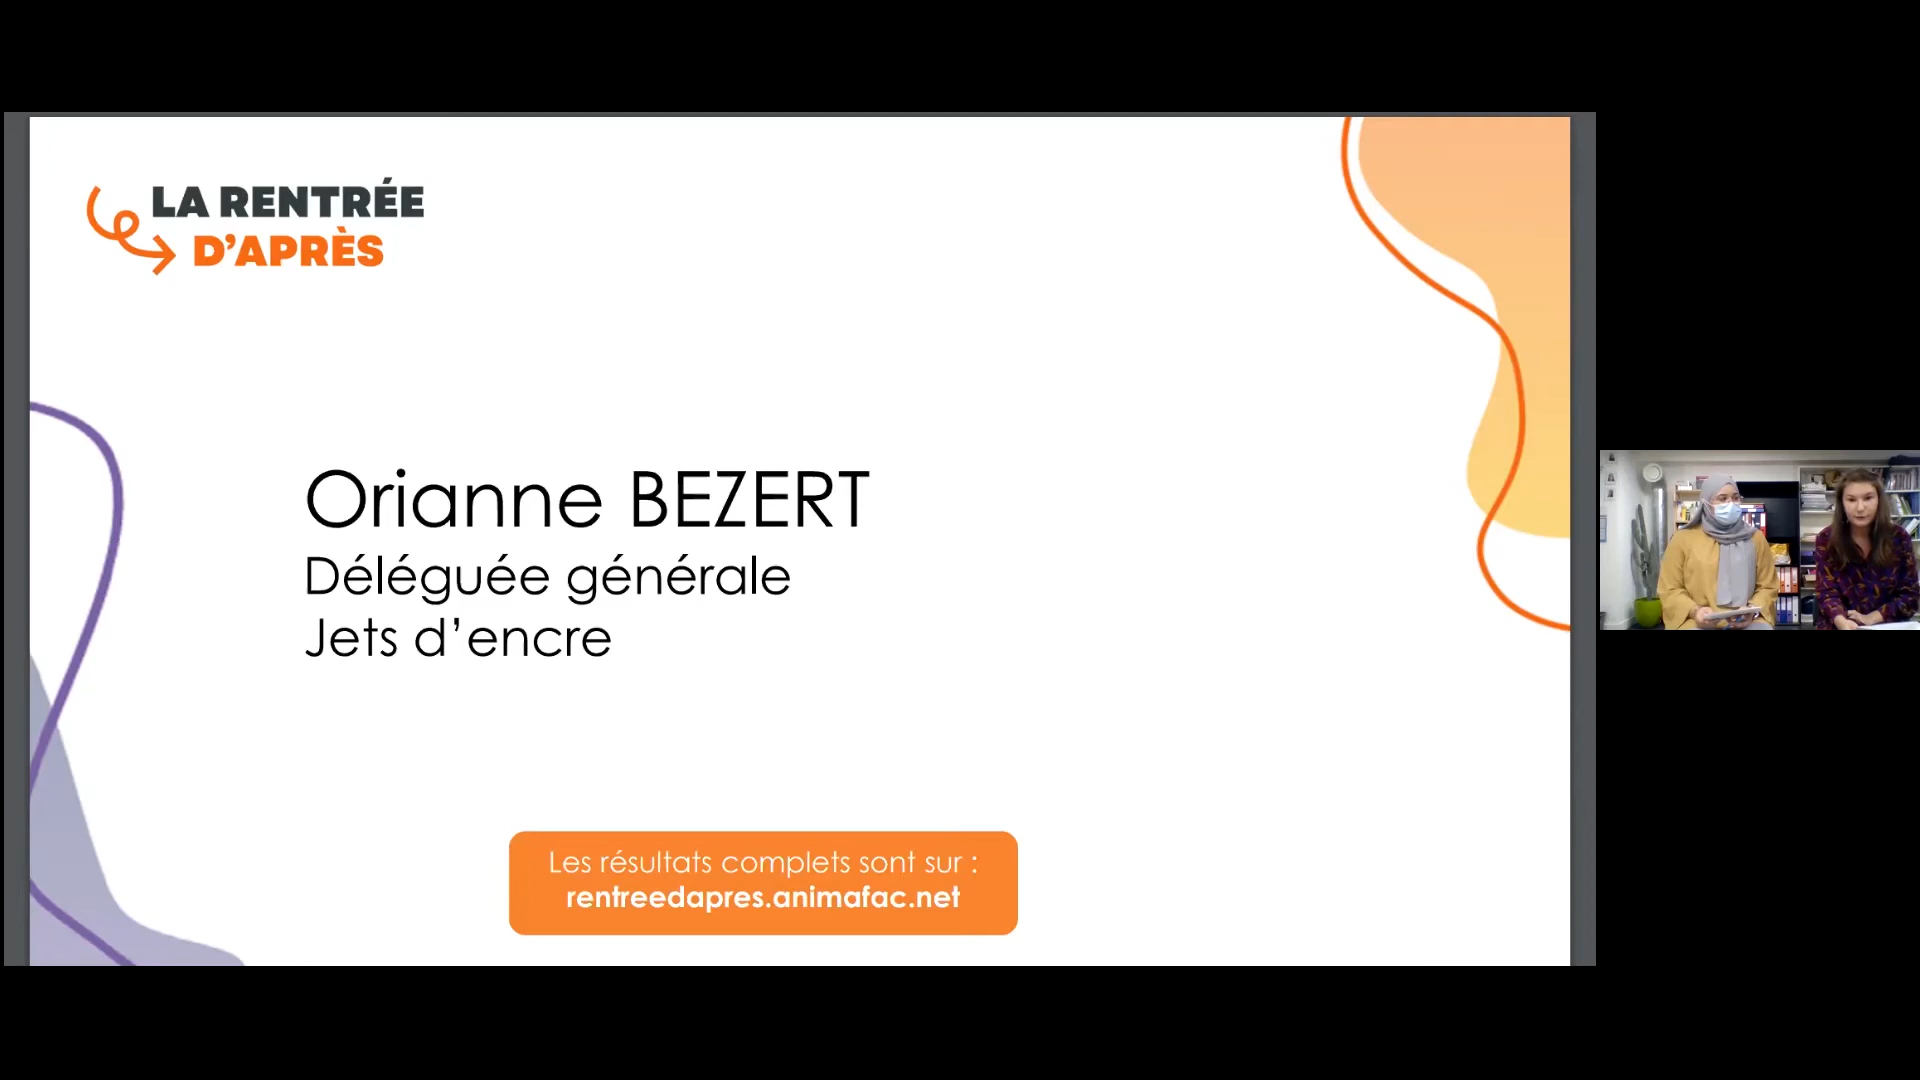 LA RENTRÉE
D’APRÈS
Orianne BEZERT
Déléguée générale
Jets d’encre
Les résultats complets sont sur :
rentreedapres.animafac.net